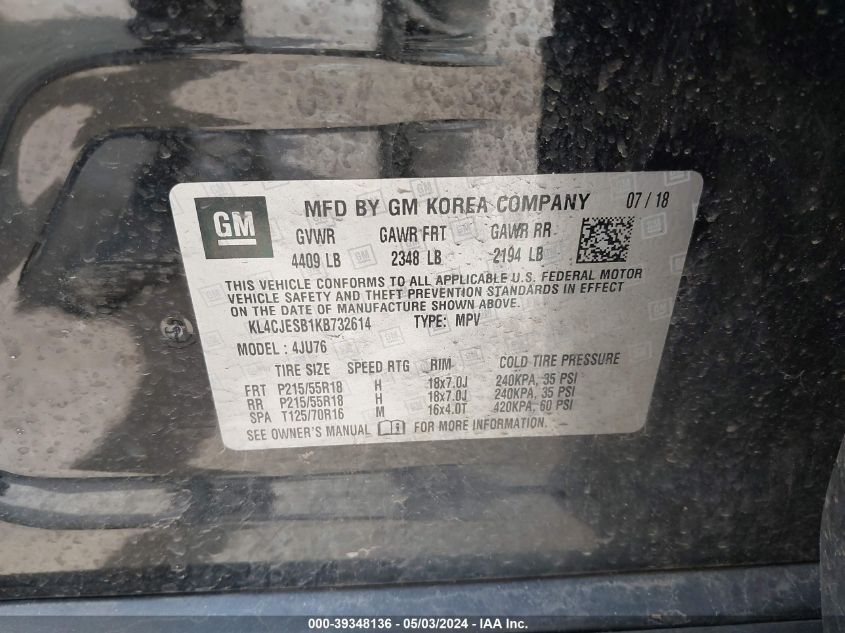 GM
MFD BY GM KOREA COMPANY 07 / 18
GVWR GAWR FRT GAWR RR
4409 LB 2348 LB 2194 LB
THIS VEHICLE CONFORMS TO ALL APPLICABLE U.S. FEDERAL MOTOR
VEHICLE SAFETY AND THEFT PREVENTION STANDARDS IN EFFECT
ON THE DATE OF MANUFACTURE SHOWN ABOVE.
KL4CJESB1KB732614 TYPE: MPV
MODEL : 4JU76
TIRE SIZE SPEED RTG RIM COLD TIRE PRESSURE
FRT P215/55R18 H 18x7.0J 240KPA, 35 PSI
RR P215/55R18 H 18x7.0J 240KPA, 35 PSI
SPA T125/70R16 M 16x4.0T 420KPA, 60 PSI
SEE OWNER'S MANUAL FOR MORE INFORMATION.
000-39348136 - 05/03/2024 - IAA Inc.